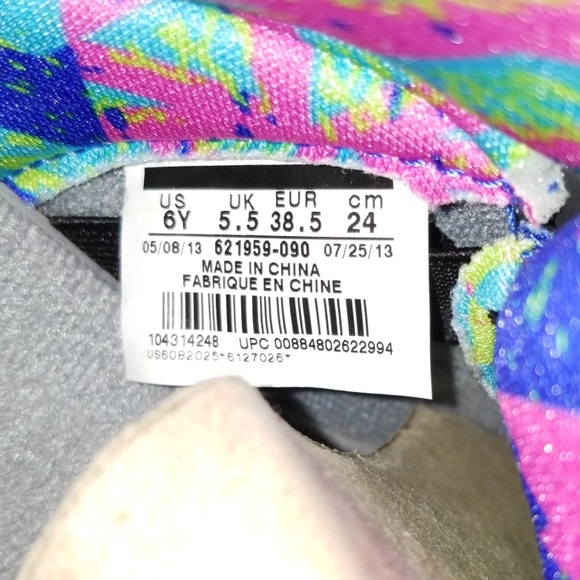 US UK EUR cm
6Y 5.5 38.5 24
05/08/13 621959-090 07/25/13
MADE IN CHINA
FABRIQUE EN CHINE
104314248 UPC 00884802622994
US6082025*6127026*